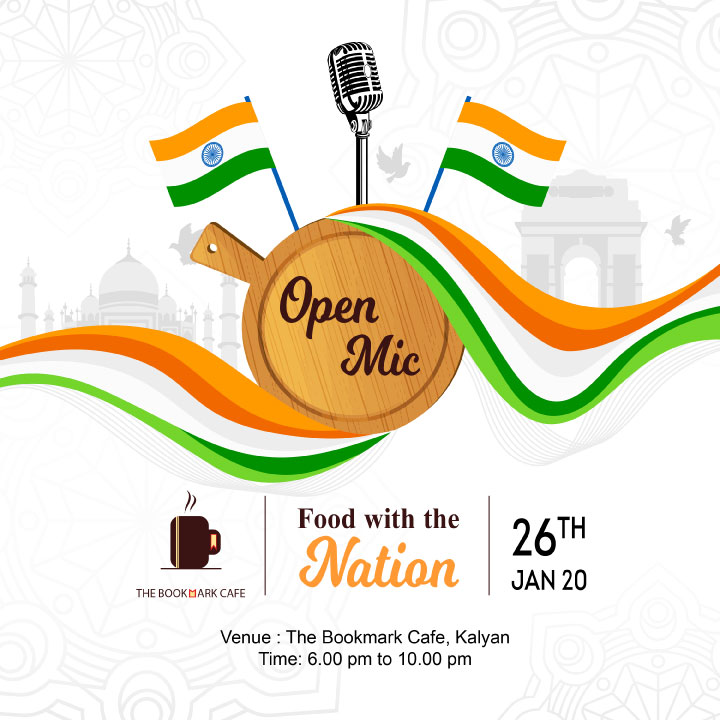 Open
Mic
THE BOOKMARK CAFE
Food with the
Nation
26TH
JAN 20
Venue : The Bookmark Cafe, Kalyan
Time: 6.00 pm to 10.00 pm